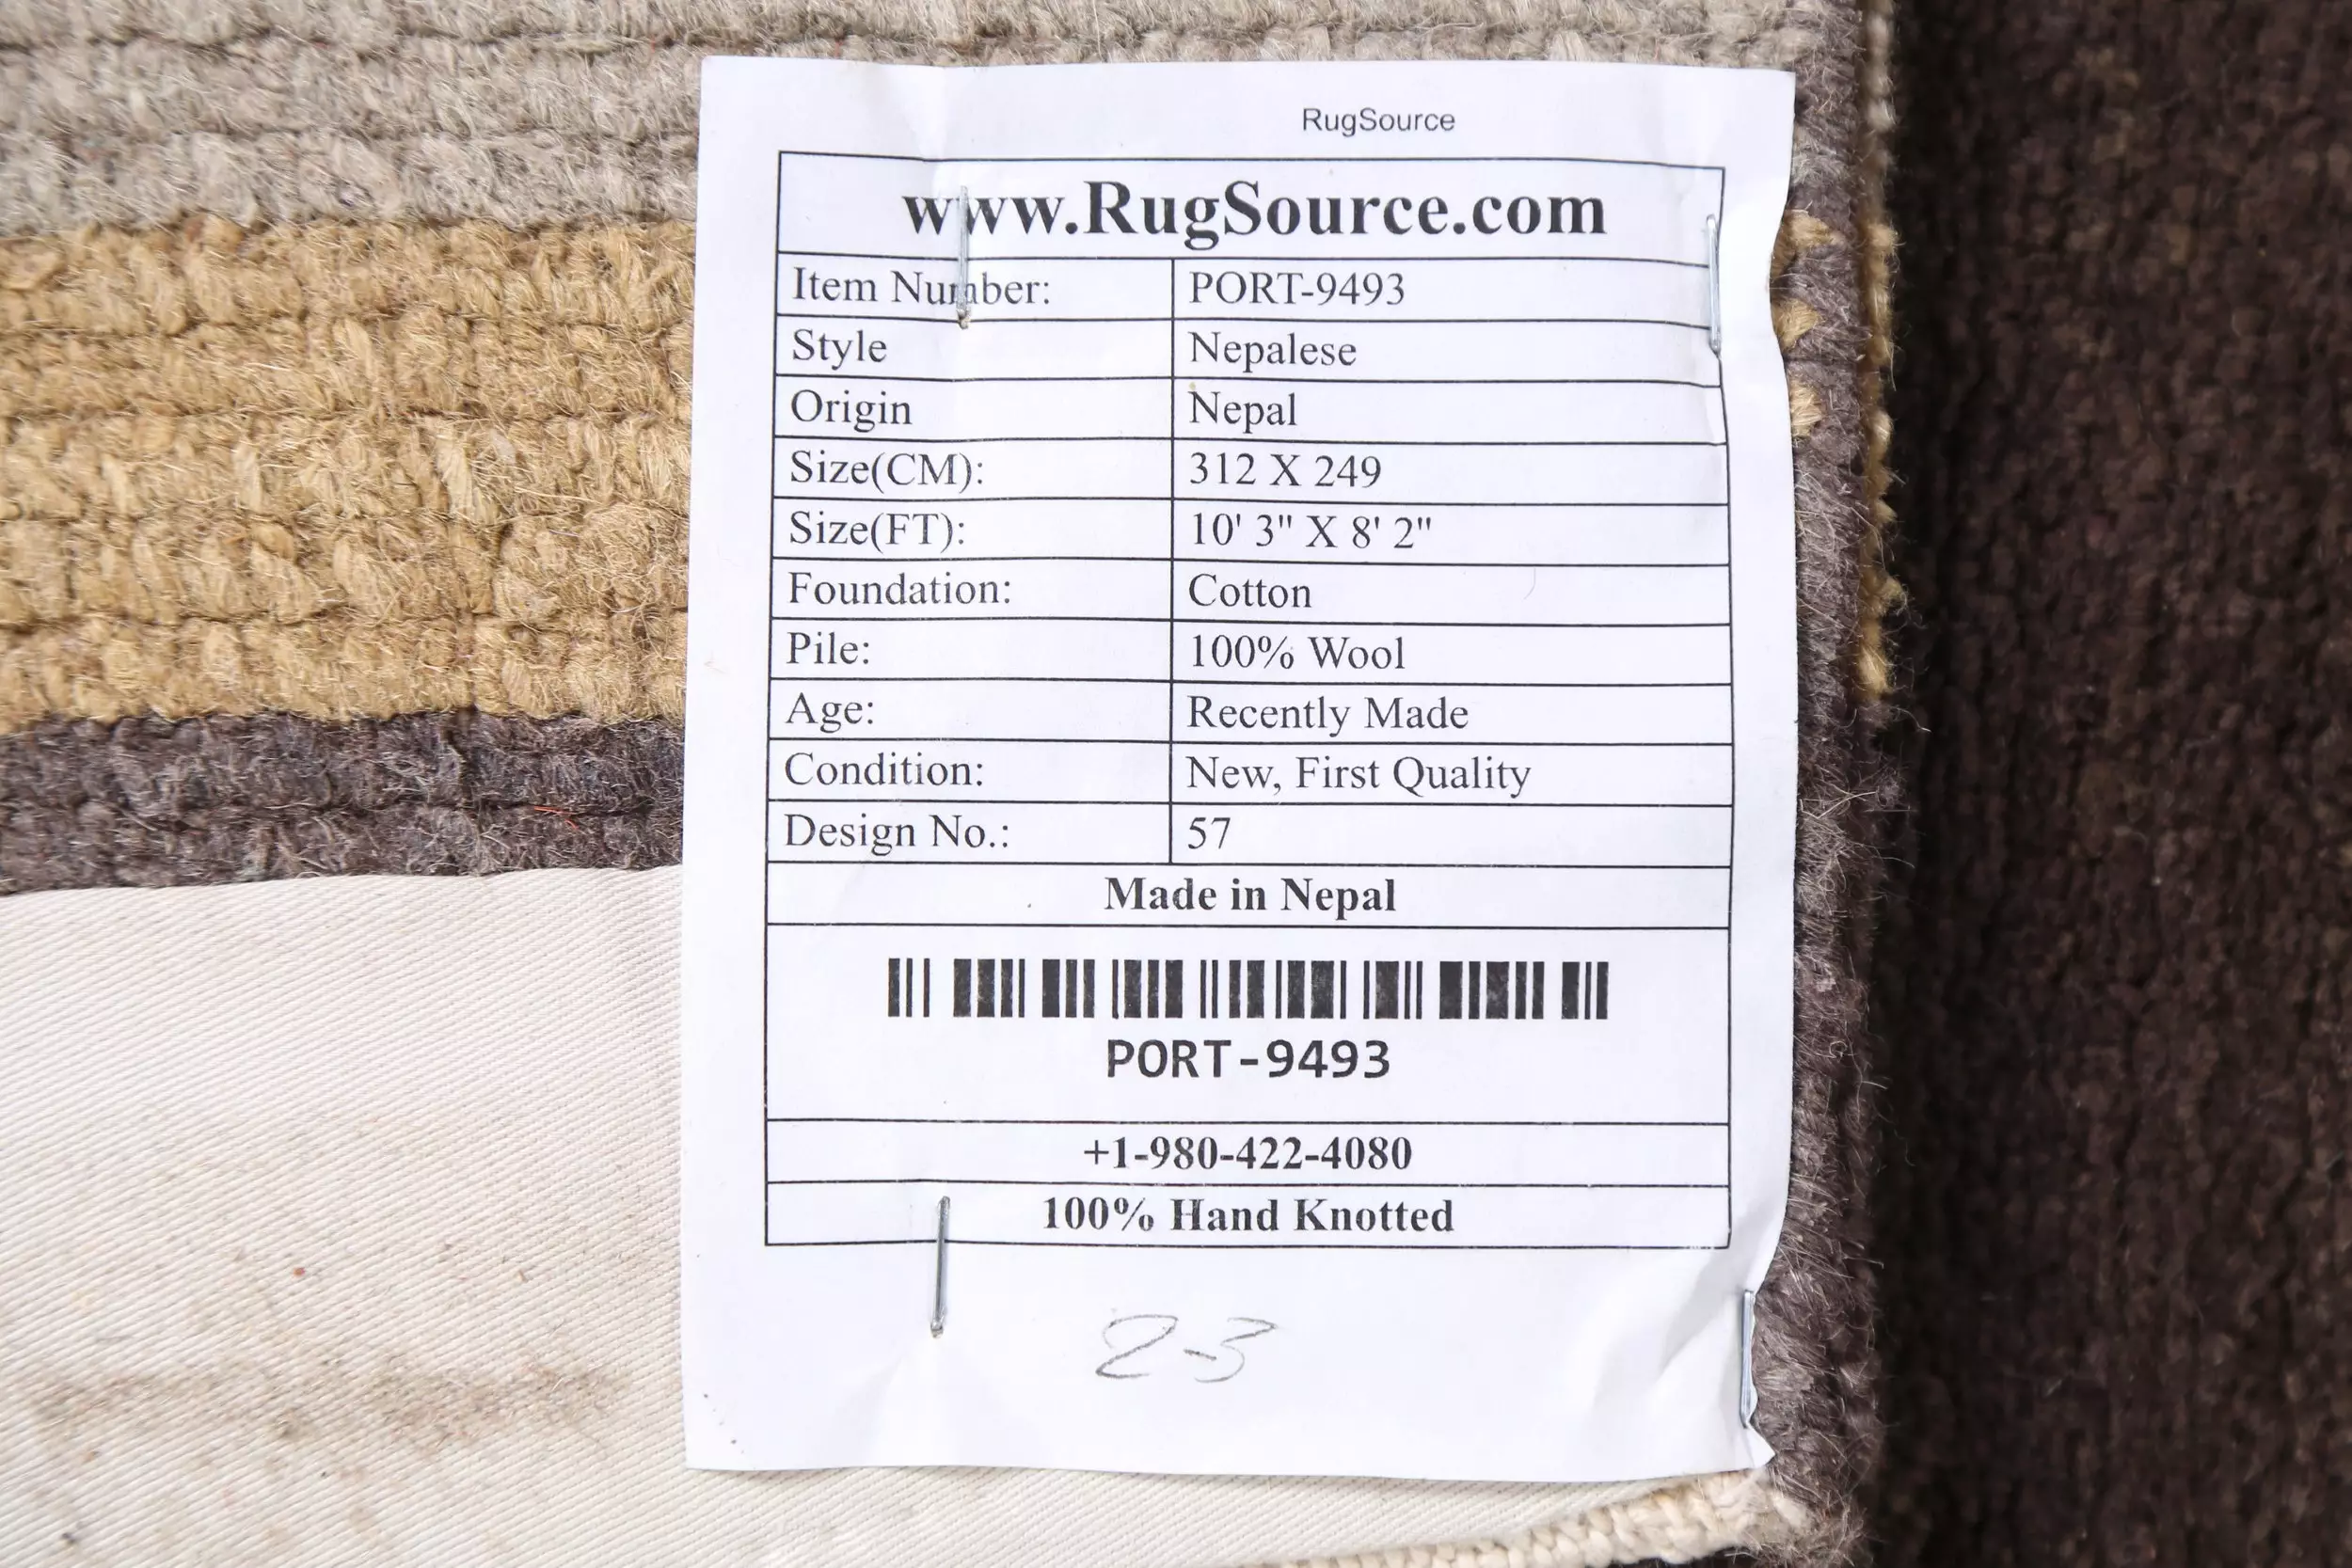 RugSource
www.RugSource.com
Item Number: PORT-9493
Style Nepalese
Origin Nepal
Size(CM): 312 X 249
Size(FT): 10' 3" X 8' 2"
Foundation: Cotton
Pile: 100% Wool
Age: Recently Made
Condition: New, First Quality
Design No.: 57
Made in Nepal
PORT-9493
+1-980-422-4080
100% Hand Knotted
2-3